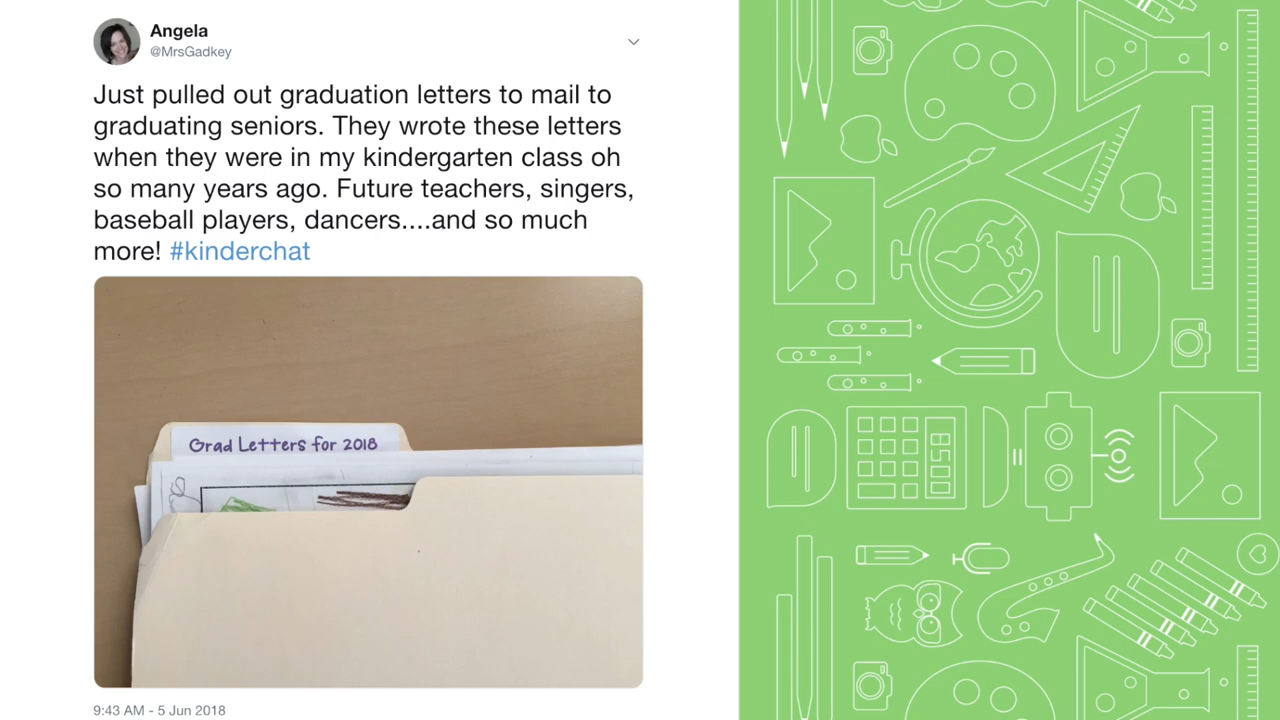 Angela
@MrsGadkey
Just pulled out graduation letters to mail to
graduating seniors. They wrote these letters
when they were in my kindergarten class oh
so many years ago. Future teachers, singers,
baseball players, dancers....and so much
more! #kinderchat
Grad Letters for 2018
9:43 AM - 5 Jun 2018